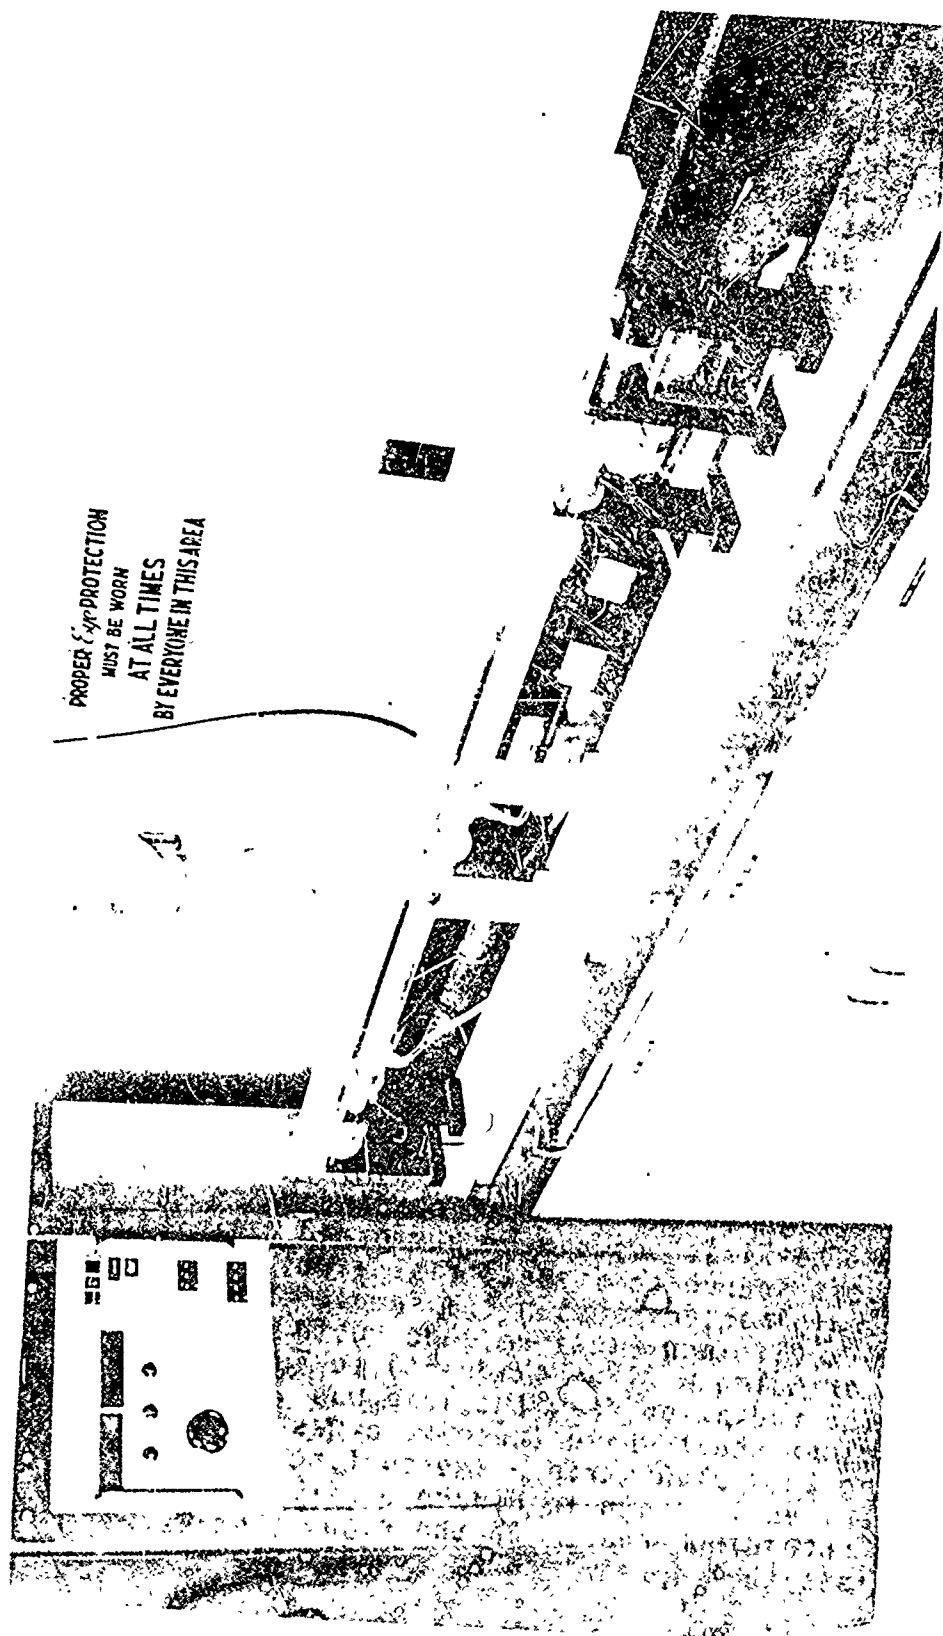 PROPER Eye PROTECTION
MUST BE WORN
AT ALL TIMES
BY EVERYONE IN THIS AREA